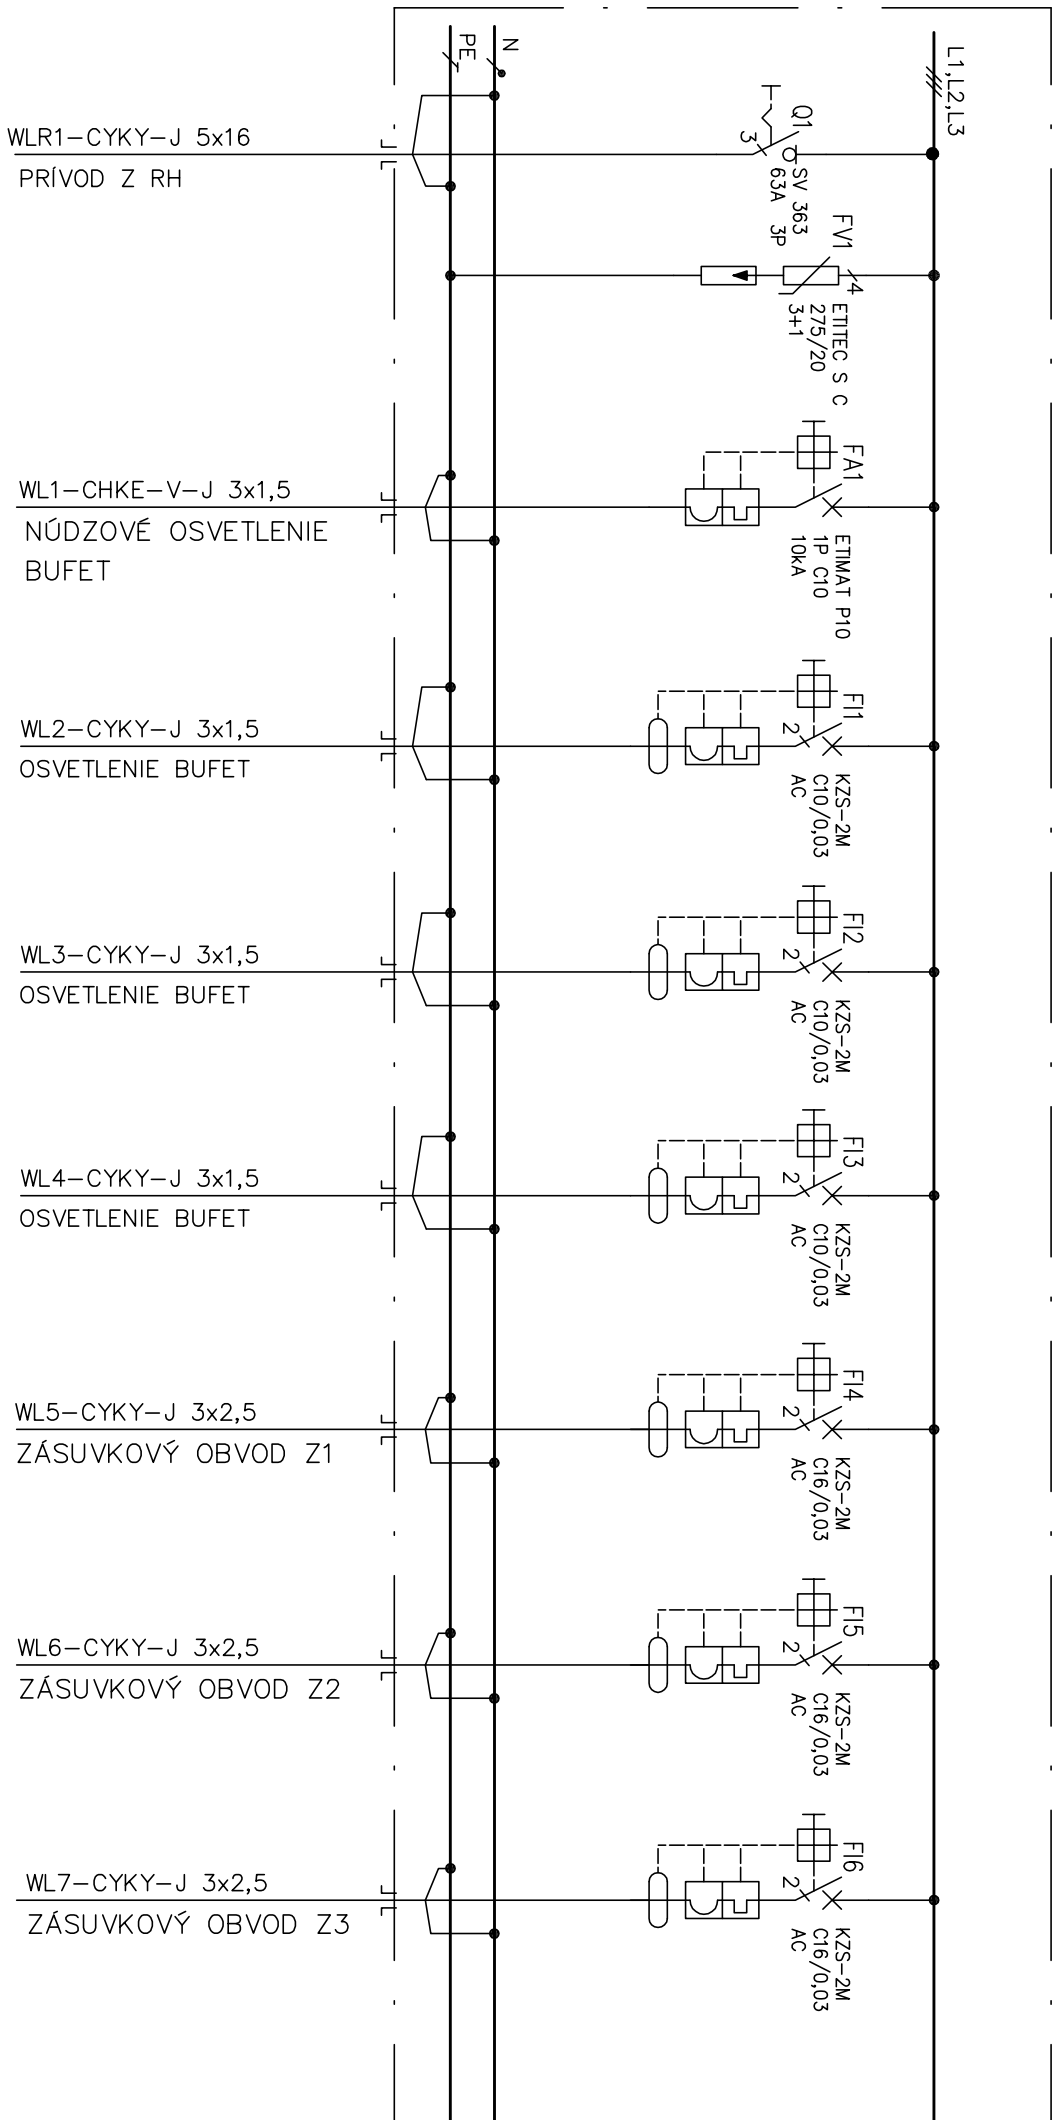 PE
N
L1,L2,L3
WLR1-CYKY-J 5x16
PRÍVOD Z RH
Q1
3
SV 363
63A 3P
FV1
4
ETITEC S C
275/20
3+1
WL1-CHKE-V-J 3x1,5
NÚDZOVÉ OSVETLENIE
BUFET
FA1
ETIMAT P10
1P C10
10kA
WL2-CYKY-J 3x1,5
OSVETLENIE BUFET
FI1
2
KZS-2M
C10/0,03
AC
WL3-CYKY-J 3x1,5
OSVETLENIE BUFET
FI2
2
KZS-2M
C10/0,03
AC
WL4-CYKY-J 3x1,5
OSVETLENIE BUFET
FI3
2
KZS-2M
C10/0,03
AC
WL5-CYKY-J 3x2,5
ZÁSUVKOVÝ OBVOD Z1
FI4
2
KZS-2M
C16/0,03
AC
WL6-CYKY-J 3x2,5
ZÁSUVKOVÝ OBVOD Z2
FI5
2
KZS-2M
C16/0,03
AC
WL7-CYKY-J 3x2,5
ZÁSUVKOVÝ OBVOD Z3
FI6
2
KZS-2M
C16/0,03
AC